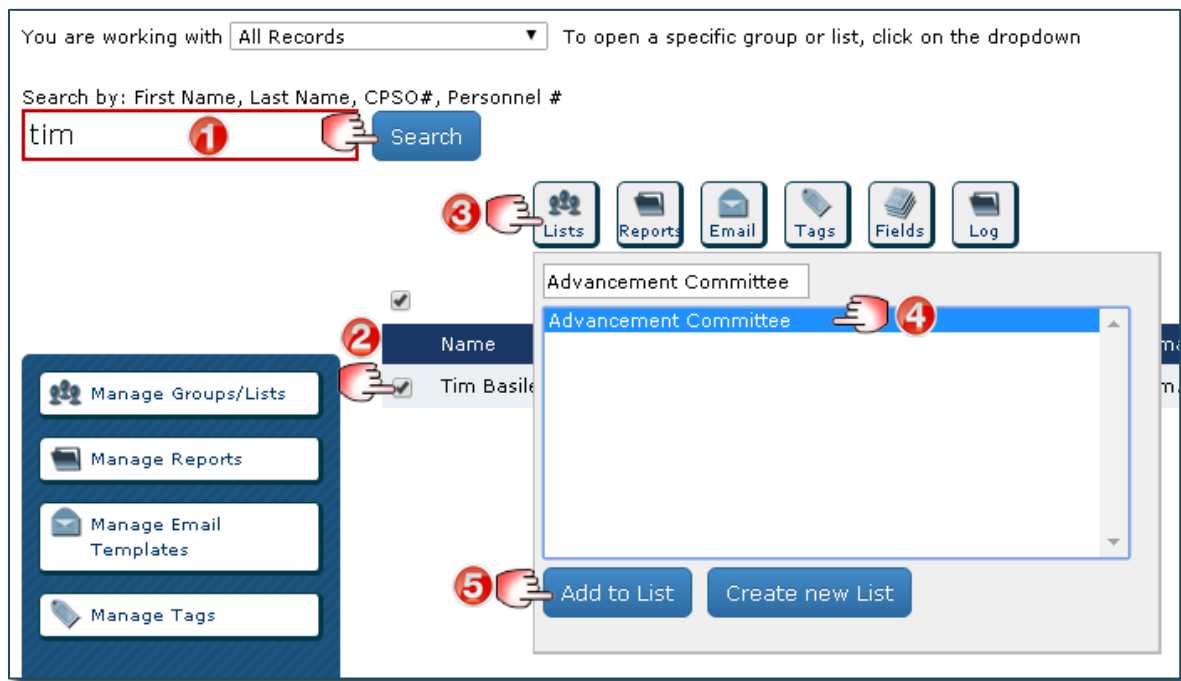 You are working with All Records To open a specific group or list, click on the dropdown
Search by: First Name, Last Name, CPSO#, Personnel #
tim 1 Search
3 Lists Reports Email Tags Fields Log
Advancement Committee
Advancement Committee 4
2 Name
Tim Basile
Manage Groups/Lists
Manage Reports
Manage Email
Templates
Manage Tags
5 Add to List Create new List